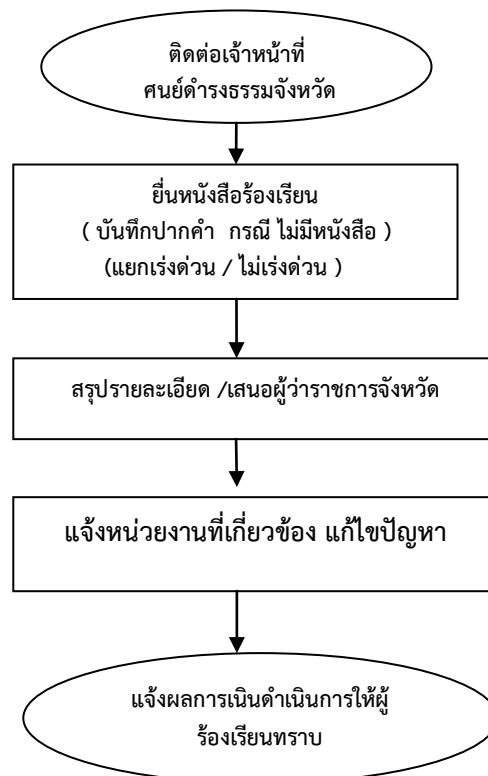 ติดต่อเจ้าหน้าที่
ศนย์ดำรงธรรมจังหวัด
ยื่นหนังสือร้องเรียน
( บันทึกปากคำ กรณี ไม่มีหนังสือ )
(แยกเร่งด่วน / ไม่เร่งด่วน )
สรุปรายละเอียด /เสนอผู้ว่าราชการจังหวัด
แจ้งหน่วยงานที่เกี่ยวข้อง แก้ไขปัญหา
แจ้งผลการเนินดำเนินการให้ผู้
ร้องเรียนทราบ